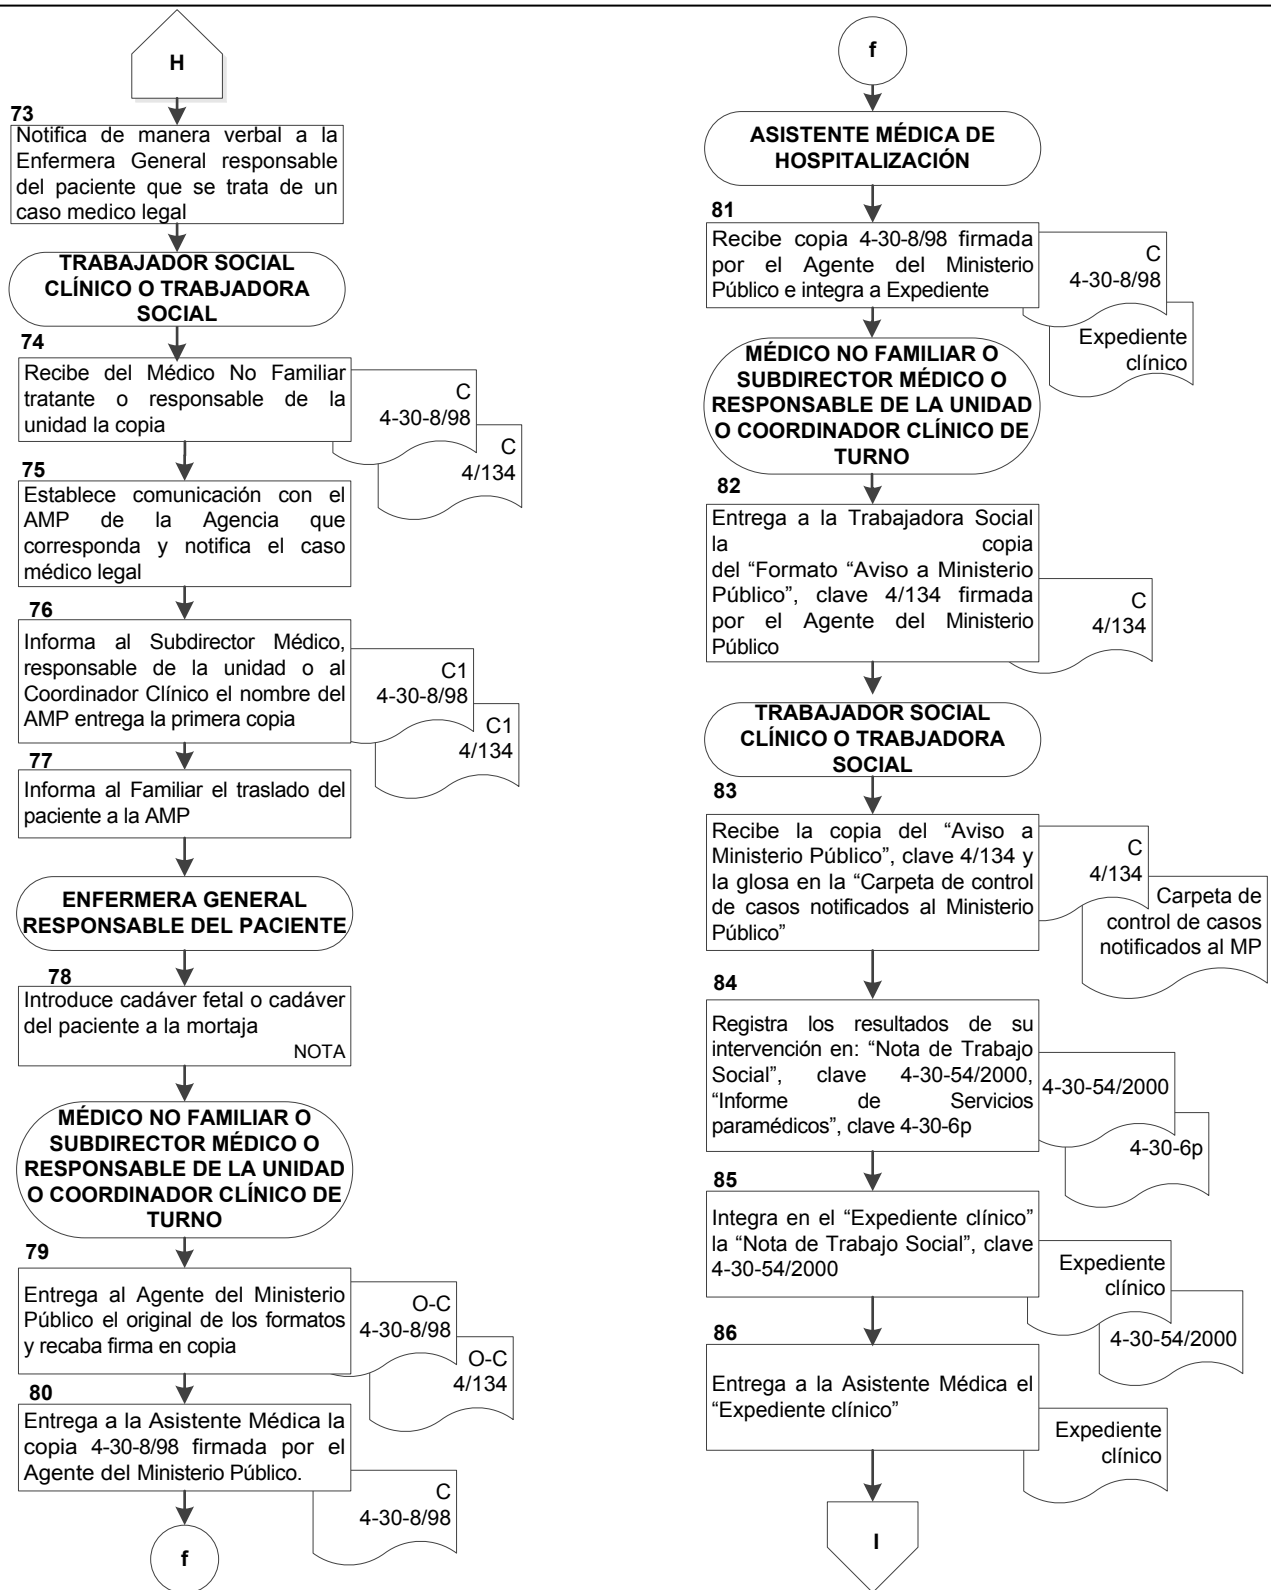 H
73
Notifica de manera verbal a la
Enfermera General responsable
del paciente que se trata de un
caso medico legal
TRABAJADOR SOCIAL
CLÍNICO O TRABJADORA
SOCIAL
74
Recibe del Médico No Familiar
tratante o responsable de la
unidad la copia
C
4-30-8/98
C
4/134
75
Establece comunicación con el
AMP de la Agencia que
corresponda y notifica el caso
médico legal
76
Informa al Subdirector Médico,
responsable de la unidad o al
Coordinador Clínico el nombre del
AMP entrega la primera copia
C1
4-30-8/98
C1
4/134
77
Informa al Familiar el traslado del
paciente a la AMP
ENFERMERA GENERAL
RESPONSABLE DEL PACIENTE
78
Introduce cadáver fetal o cadáver
del paciente a la mortaja
NOTA
MÉDICO NO FAMILIAR O
SUBDIRECTOR MÉDICO O
RESPONSABLE DE LA UNIDAD
O COORDINADOR CLÍNICO DE
TURNO
79
Entrega al Agente del Ministerio
Público el original de los formatos
y recaba firma en copia
O-C
4-30-8/98
O-C
4/134
80
Entrega a la Asistente Médica la
copia 4-30-8/98 firmada por el
Agente del Ministerio Público.
C
4-30-8/98
f
f
ASISTENTE MÉDICA DE
HOSPITALIZACIÓN
81
Recibe copia 4-30-8/98 firmada
por el Agente del Ministerio
Público e integra a Expediente
C
4-30-8/98
Expediente
clínico
MÉDICO NO FAMILIAR O
SUBDIRECTOR MÉDICO O
RESPONSABLE DE LA UNIDAD
O COORDINADOR CLÍNICO DE
TURNO
82
Entrega a la Trabajadora Social
la copia
del “Formato “Aviso a Ministerio
Público”, clave 4/134 firmada
por el Agente del Ministerio
Público
C
4/134
TRABAJADOR SOCIAL
CLÍNICO O TRABJADORA
SOCIAL
83
Recibe la copia del “Aviso a
Ministerio Público”, clave 4/134 y
la glosa en la “Carpeta de control
de casos notificados al Ministerio
Público”
C
4/134
Carpeta de
control de casos
notificados al MP
84
Registra los resultados de su
intervención en: “Nota de Trabajo
Social”, clave 4-30-54/2000,
“Informe de Servicios
paramédicos”, clave 4-30-6p
4-30-54/2000
4-30-6p
85
Integra en el “Expediente clínico”
la “Nota de Trabajo Social”, clave
4-30-54/2000
Expediente
clínico
4-30-54/2000
86
Entrega a la Asistente Médica el
“Expediente clínico”
Expediente
clínico
I